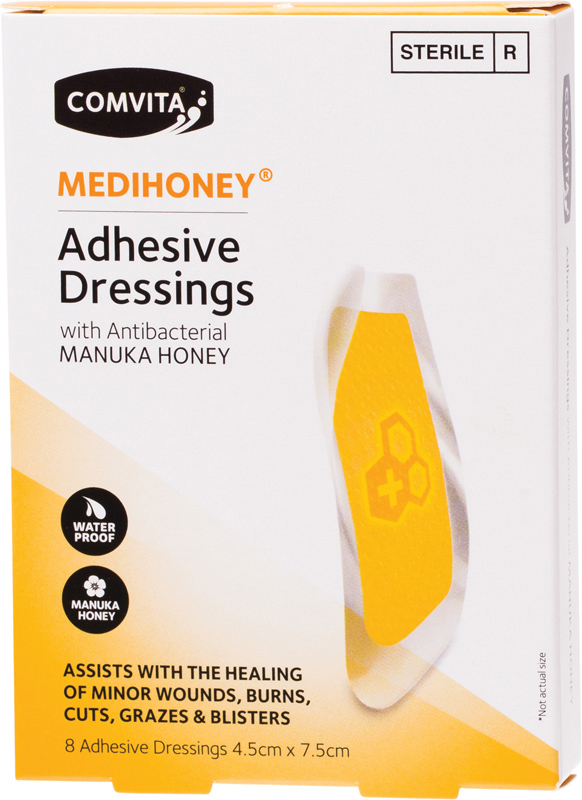 STERILE R
COMVITA®
MEDIHONEY®
Adhesive
Dressings
with Antibacterial
MANUKA HONEY
WATER
PROOF
MANUKA
HONEY
ASSISTS WITH THE HEALING
OF MINOR WOUNDS, BURNS,
CUTS, GRAZES & BLISTERS
8 Adhesive Dressings 4.5cm x 7.5cm
*Not actual size
COMVITA